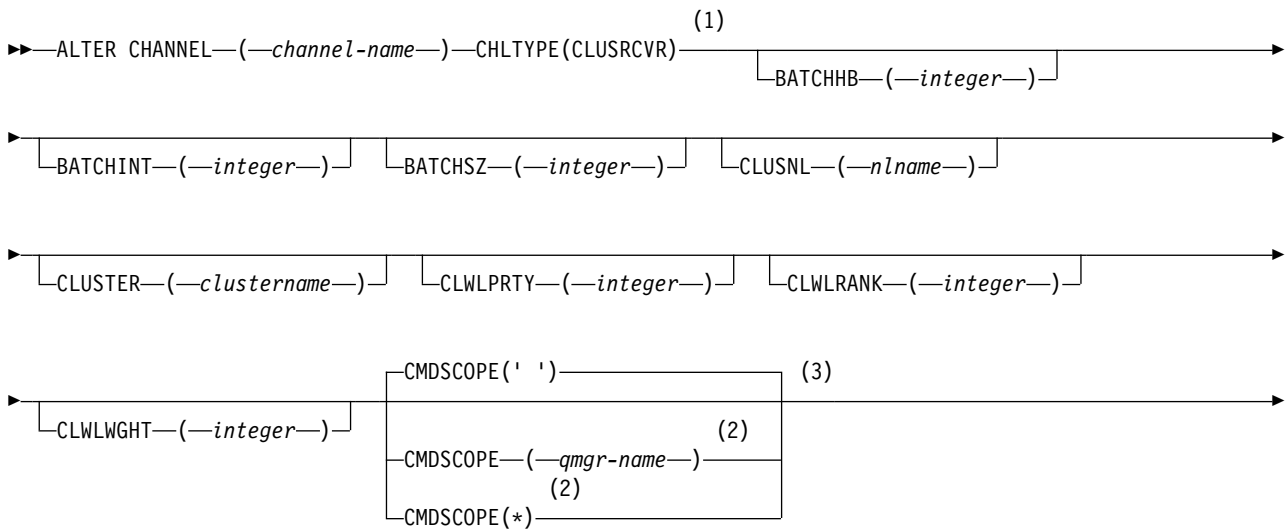 (1)
ALTER CHANNEL ( channel-name ) CHLTYPE(CLUSRCVR)
BATCHHB ( integer )
BATCHINT ( integer ) BATCHSZ ( integer ) CLUSNL ( nlname )
CLUSTER ( clustername ) CLWLPRTY ( integer ) CLWLRANK ( integer )
CMDSCOPE(' ') (3)
CLWLWGHT ( integer )
(2)
CMDSCOPE ( qmgr-name )
(2)
CMDSCOPE(*)